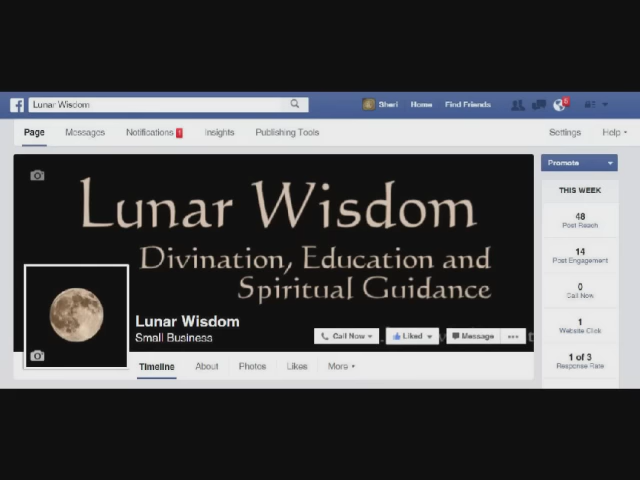 Lunar Wisdom
Sheri Home Find Friends
6
Page Messages Notifications 1 Insights Publishing Tools Settings Help
Promote
Lunar Wisdom
Divination, Education and
Spiritual Guidance
THIS WEEK
48
Post Reach
14
Post Engagement
0
Call Now
1
Website Click
1 of 3
Response Rate
Lunar Wisdom
Small Business
Call Now Liked Message •••
Timeline About Photos Likes More